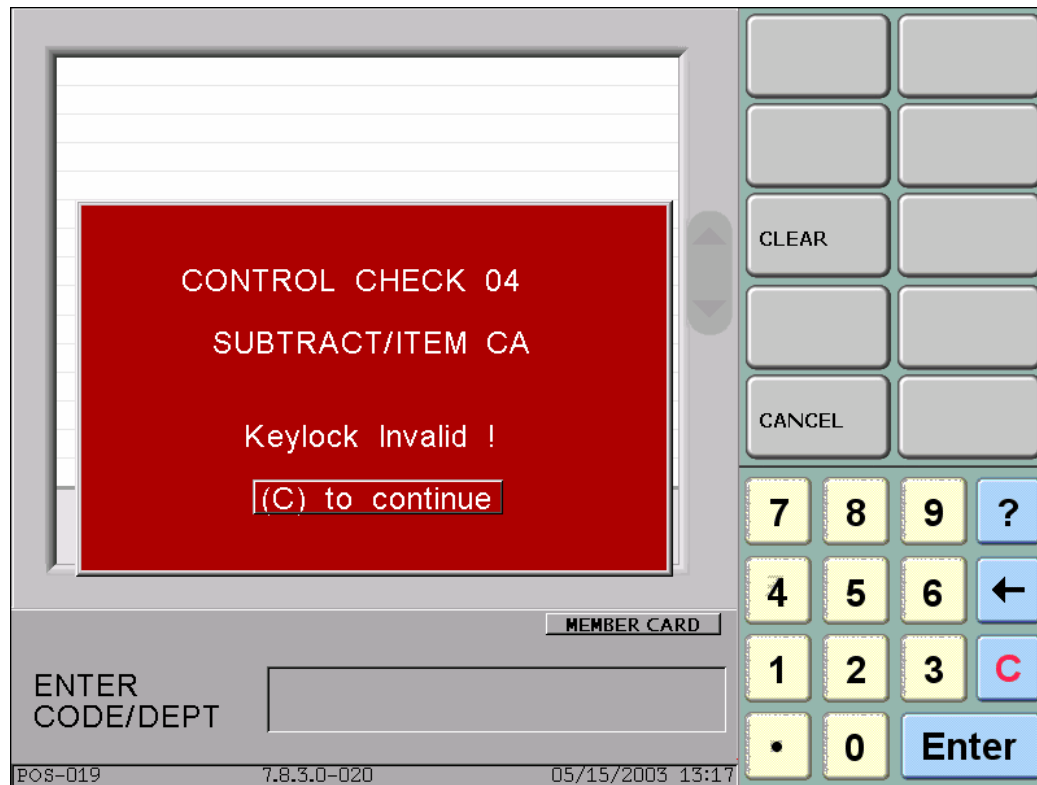 CONTROL CHECK 04
SUBTRACT/ITEM CA
Keylock Invalid !
(C) to continue
MEMBER CARD
ENTER
CODE/DEPT
POS-019 7.8.3.0-020 05/15/2003 13:17
CLEAR
CANCEL
7 8 9 ?
4 5 6 ←
1 2 3 C
. 0 Enter